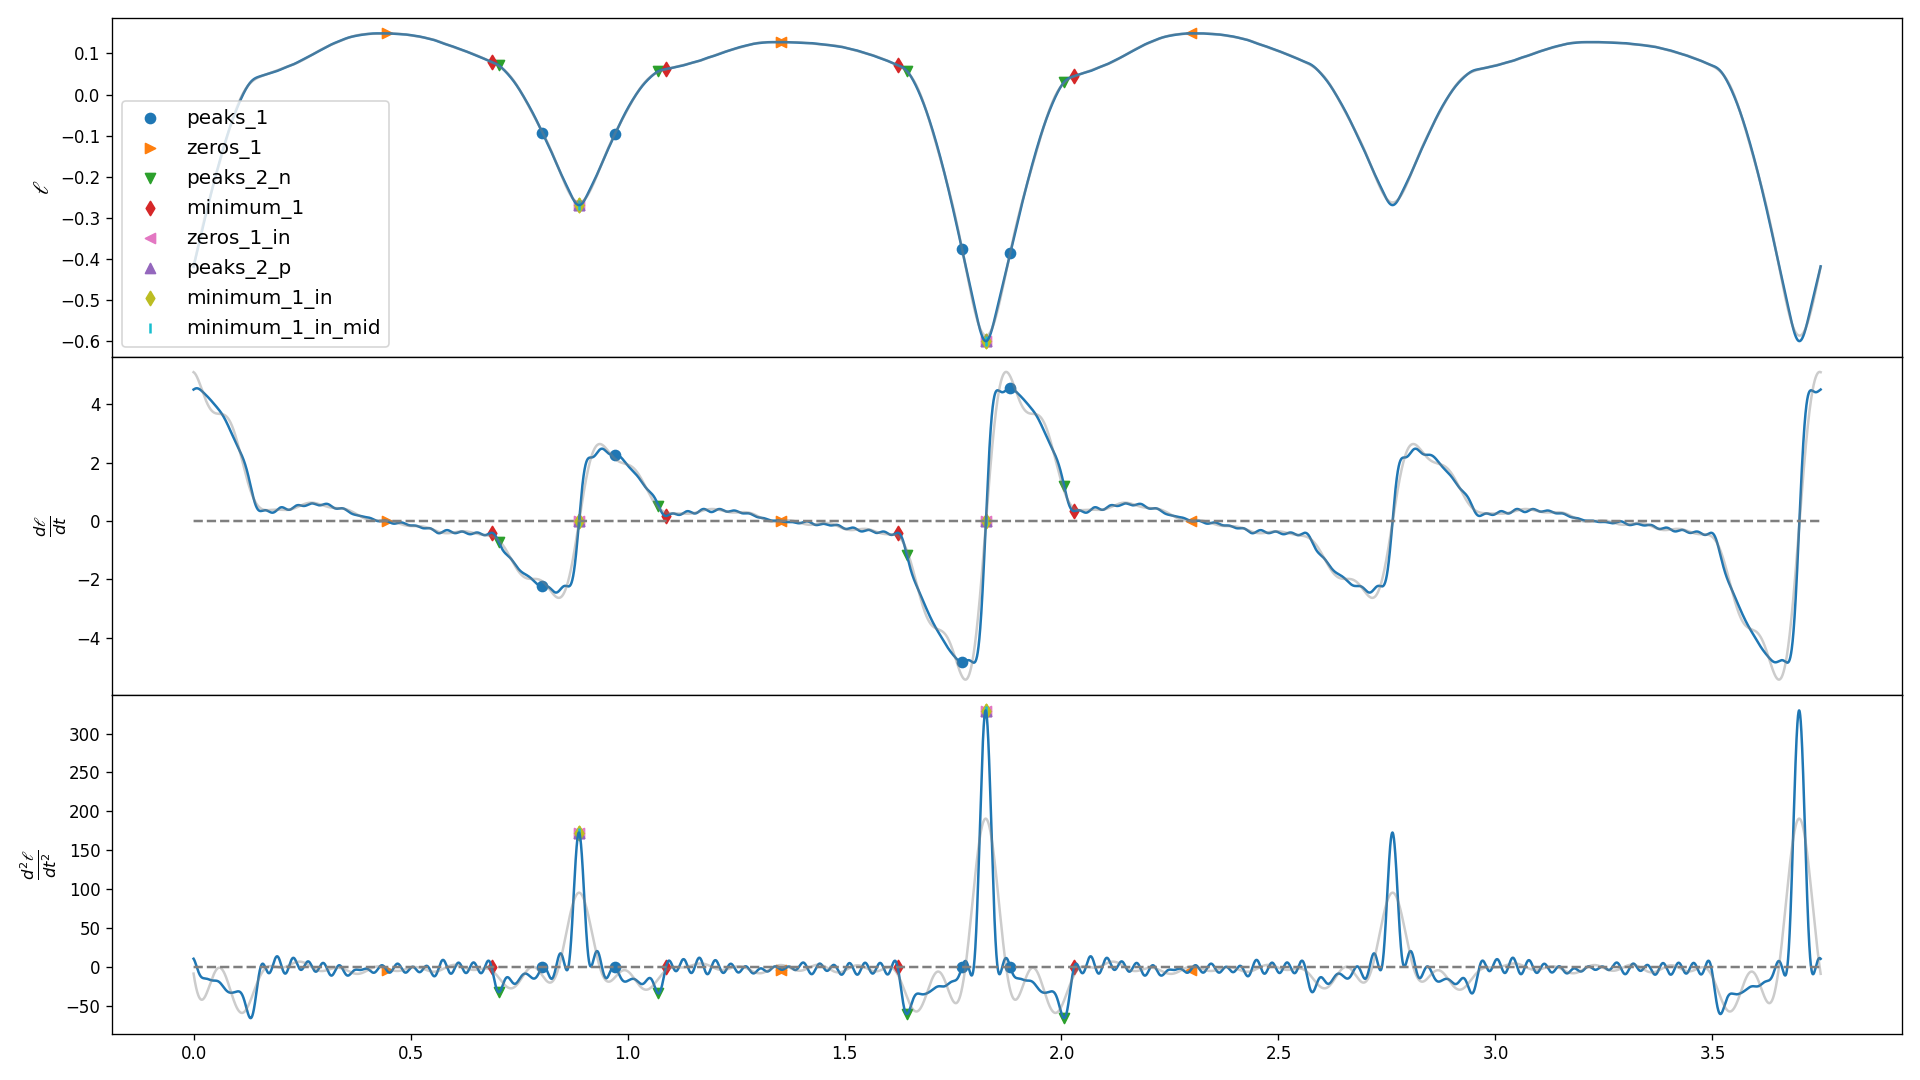 0.1
0.0
−0.1
−0.2
−0.3
−0.4
−0.5
−0.6
ℓ
peaks_1
zeros_1
peaks_2_n
minimum_1
zeros_1_in
peaks_2_p
minimum_1_in
minimum_1_in_mid
4
2
0
−2
−4
dℓ
dt
300
250
200
150
100
50
0
−50
d²ℓ
dt²
0.0 0.5 1.0 1.5 2.0 2.5 3.0 3.5